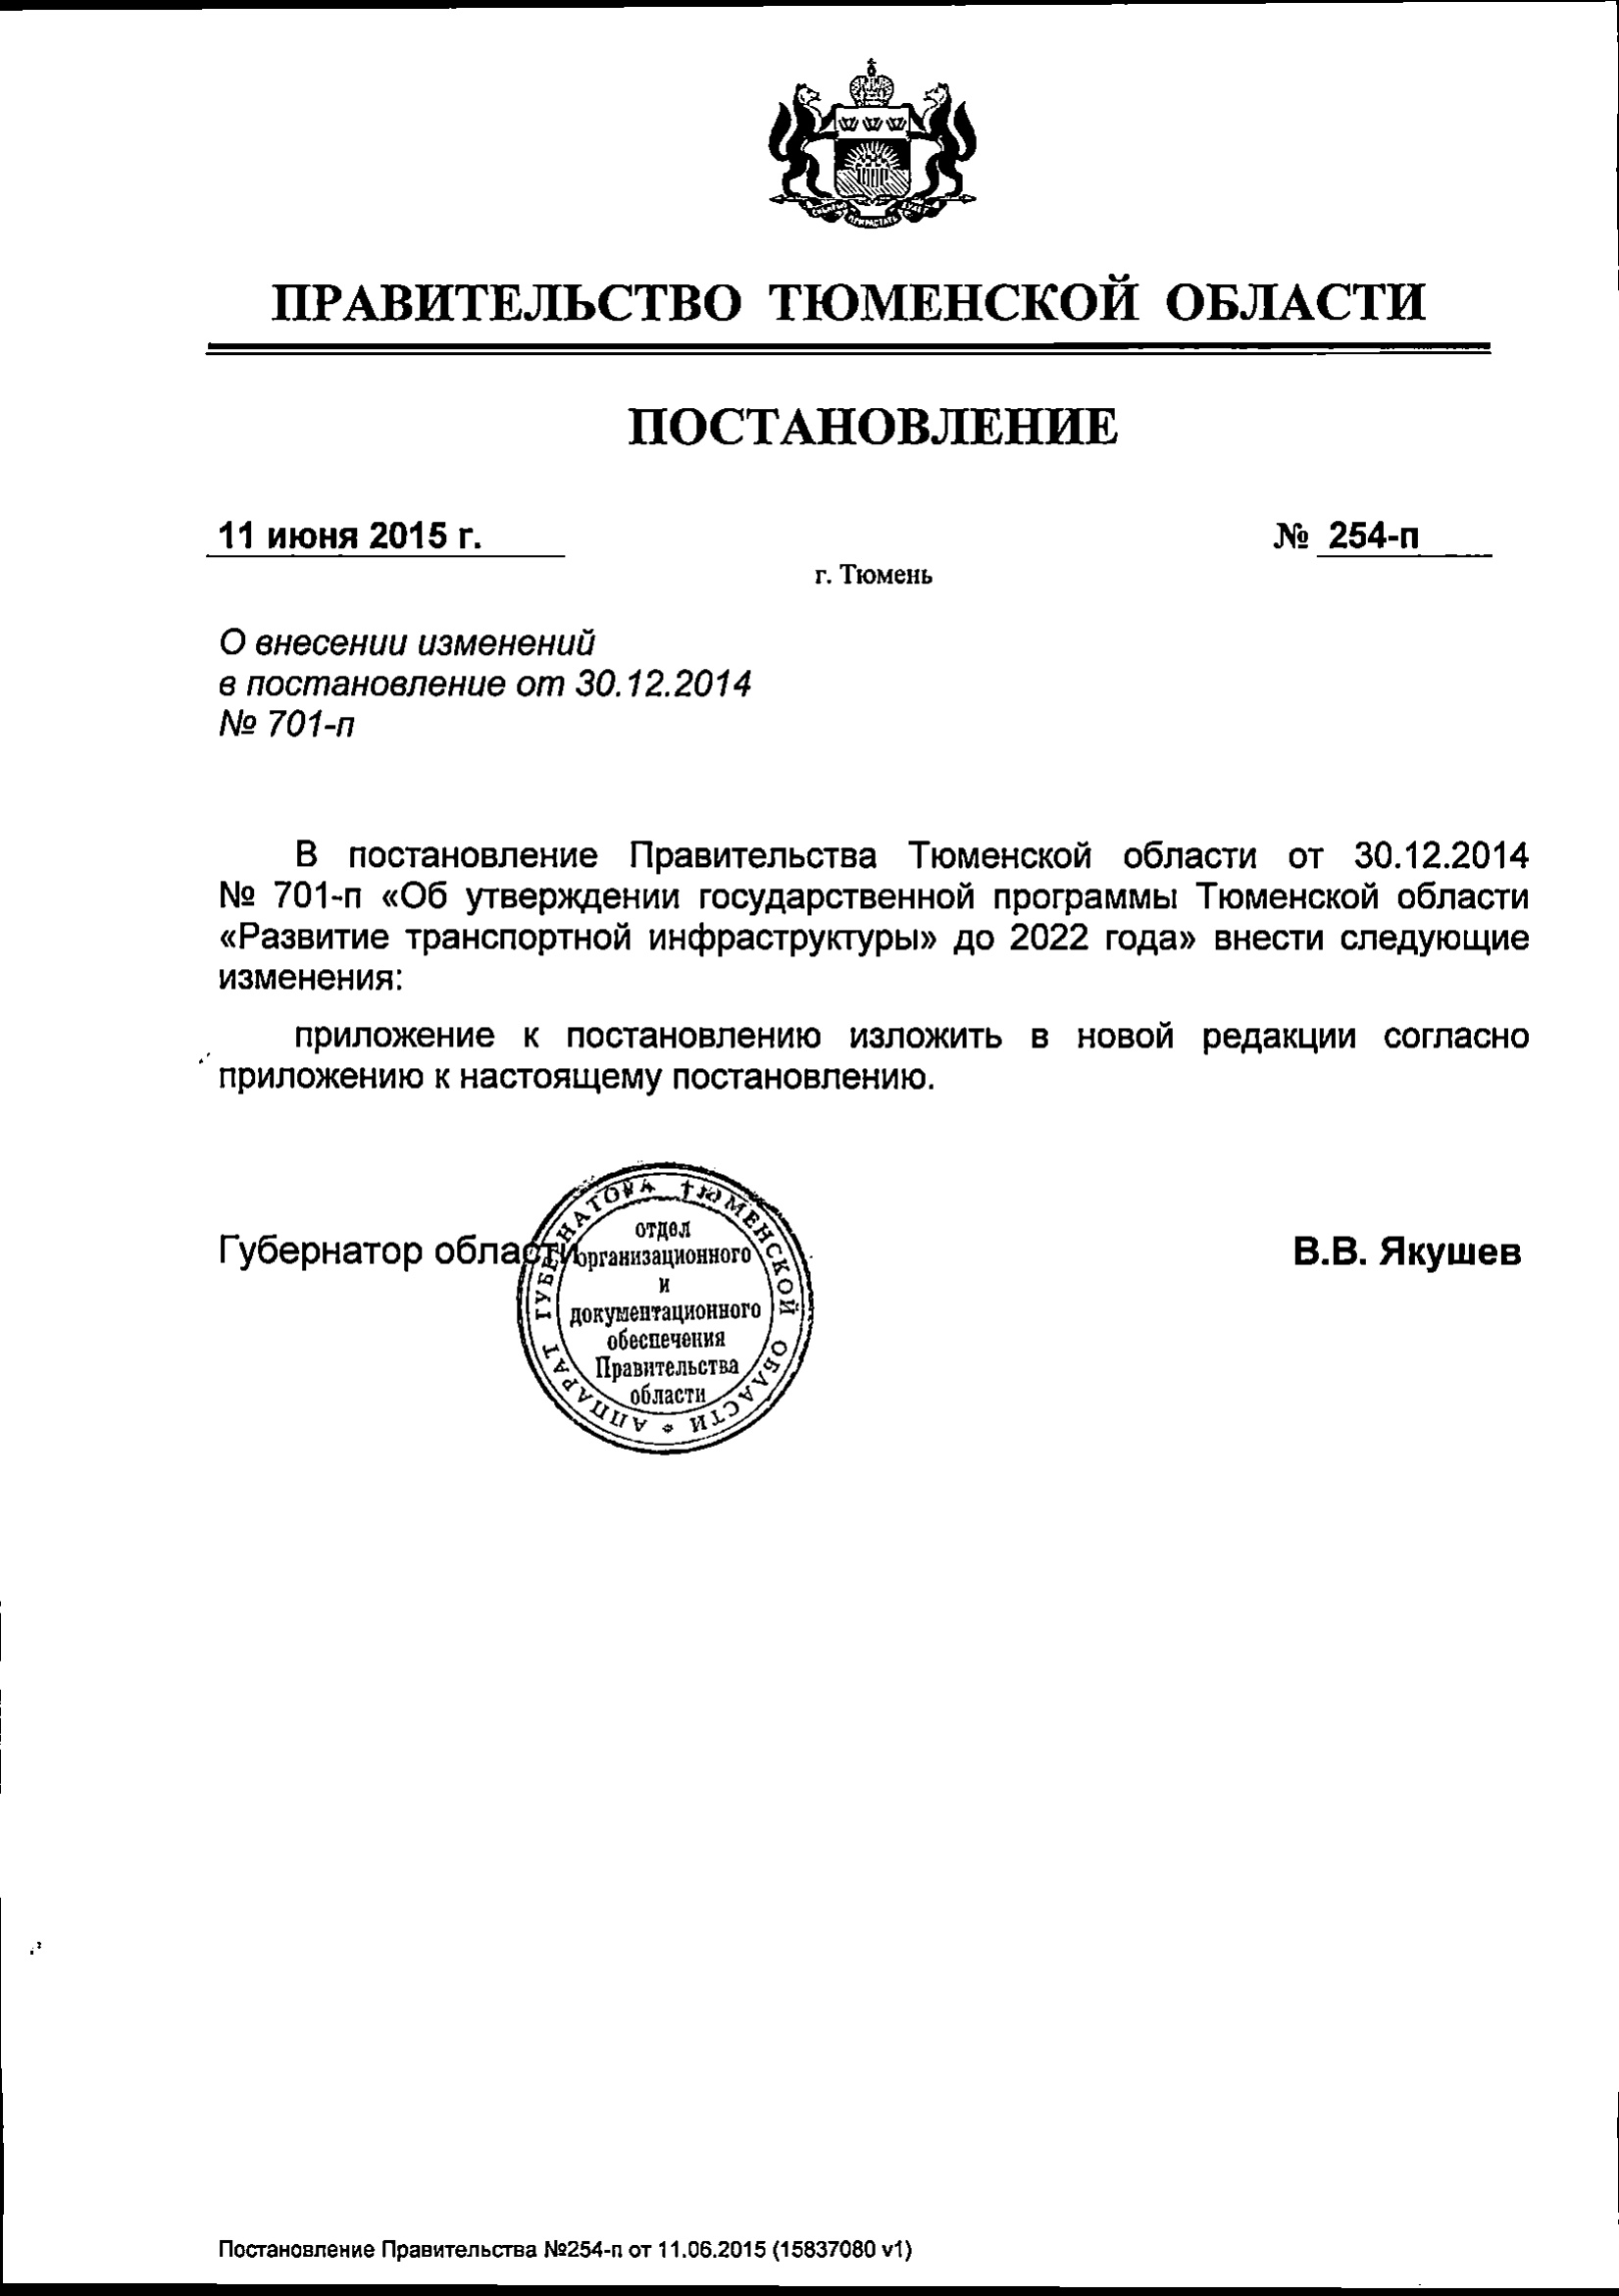 ПРАВИТЕЛЬСТВО ТЮМЕНСКОЙ ОБЛАСТИ
ПОСТАНОВЛЕНИЕ
11 июня 2015 г.
№ 254-п
г. Тюмень
О внесении изменений
в постановление от 30.12.2014
№ 701-п
В постановление Правительства Тюменской области от 30.12.2014
№ 701-п «Об утверждении государственной программы Тюменской области
«Развитие транспортной инфраструктуры» до 2022 года» внести следующие
изменения:
приложение к постановлению изложить в новой редакции согласно
приложению к настоящему постановлению.
Губернатор области
В.В. Якушев
АППАРАТ ГУБЕРНАТОРА ТЮМЕНСКОЙ ОБЛАСТИ
отдел
организационного
и
документационного
обеспечения
Правительства
области
Постановление Правительства №254-п от 11.06.2015 (15837080 v1)